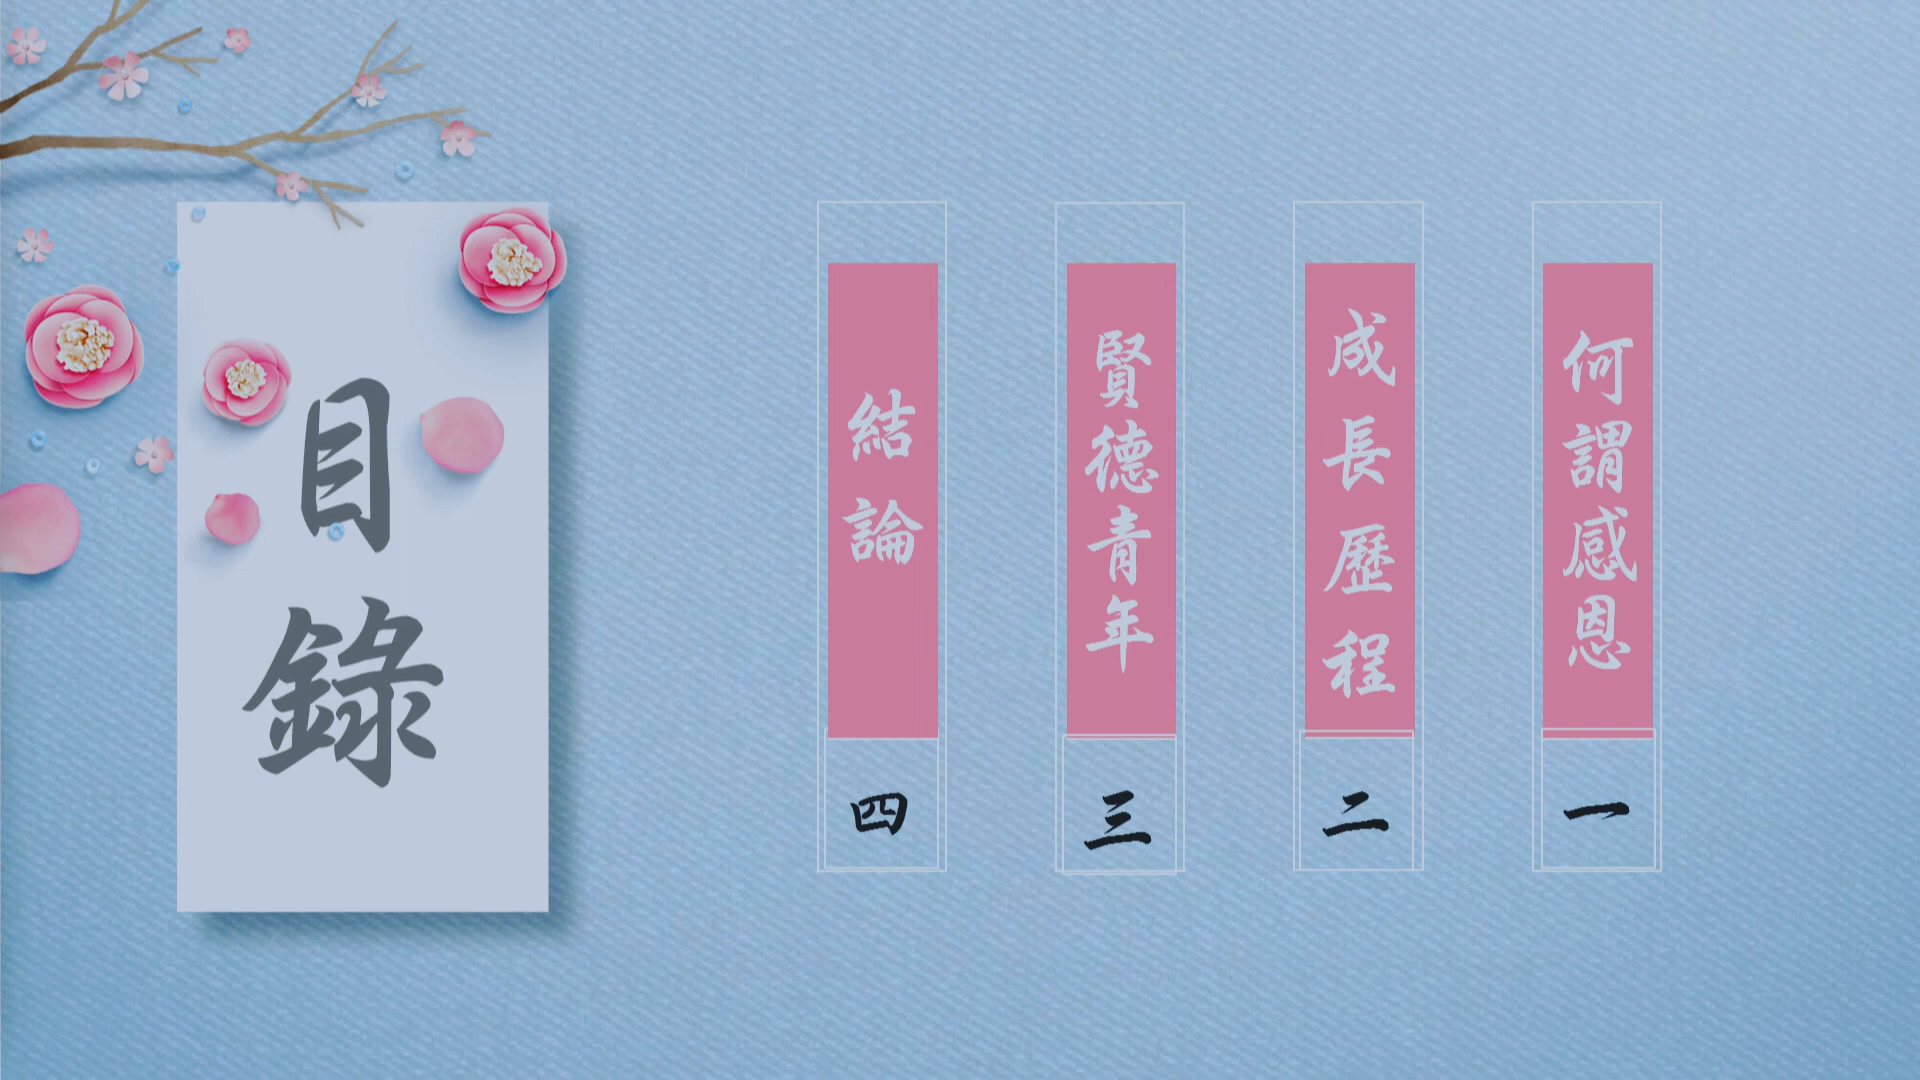 目錄
何謂感恩
一
成長歷程
二
賢德青年
三
結論
四